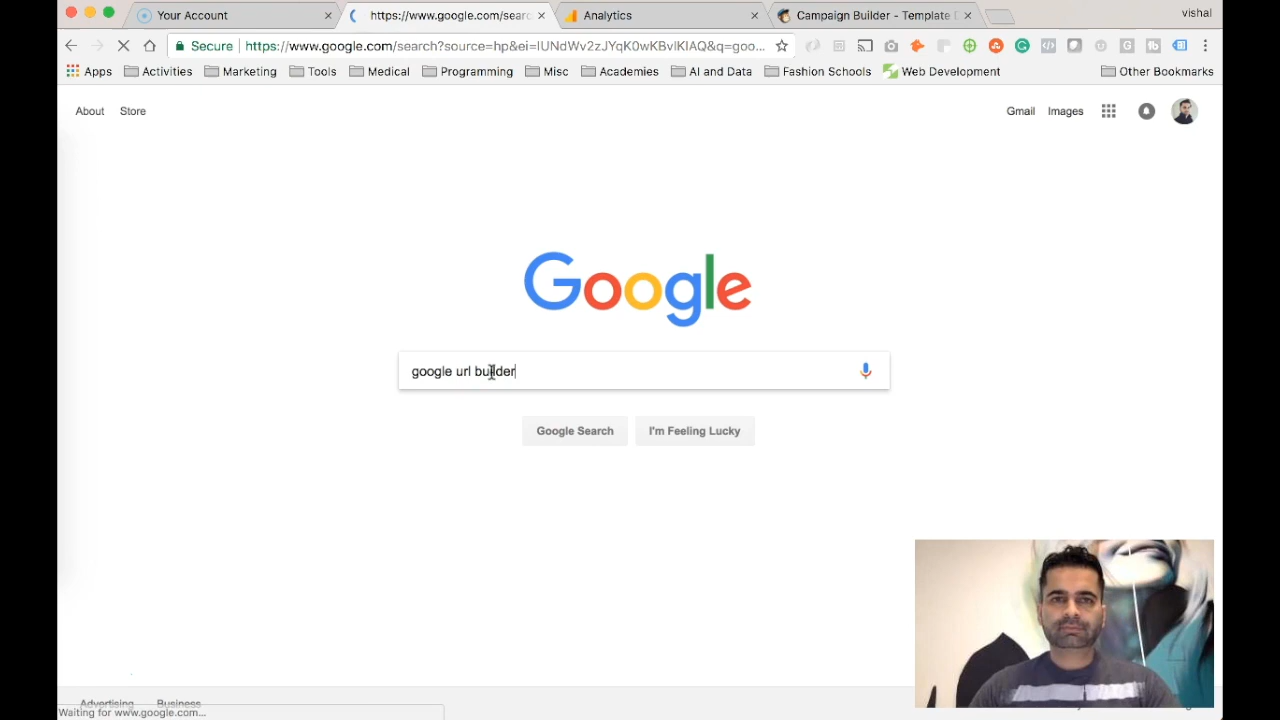 Your Account
https://www.google.com/searc
Analytics
Campaign Builder - Template D
vishal
Secure https://www.google.com/search?source=hp&ei=IUNdWv2zJYqK0wKBvlKIAQ&q=goo...
Apps Activities Marketing Tools Medical Programming Misc Academies AI and Data Fashion Schools Web Development Other Bookmarks
About Store Gmail Images
Google
google url builder
Google Search I'm Feeling Lucky
Advertising Business
Waiting for www.google.com...